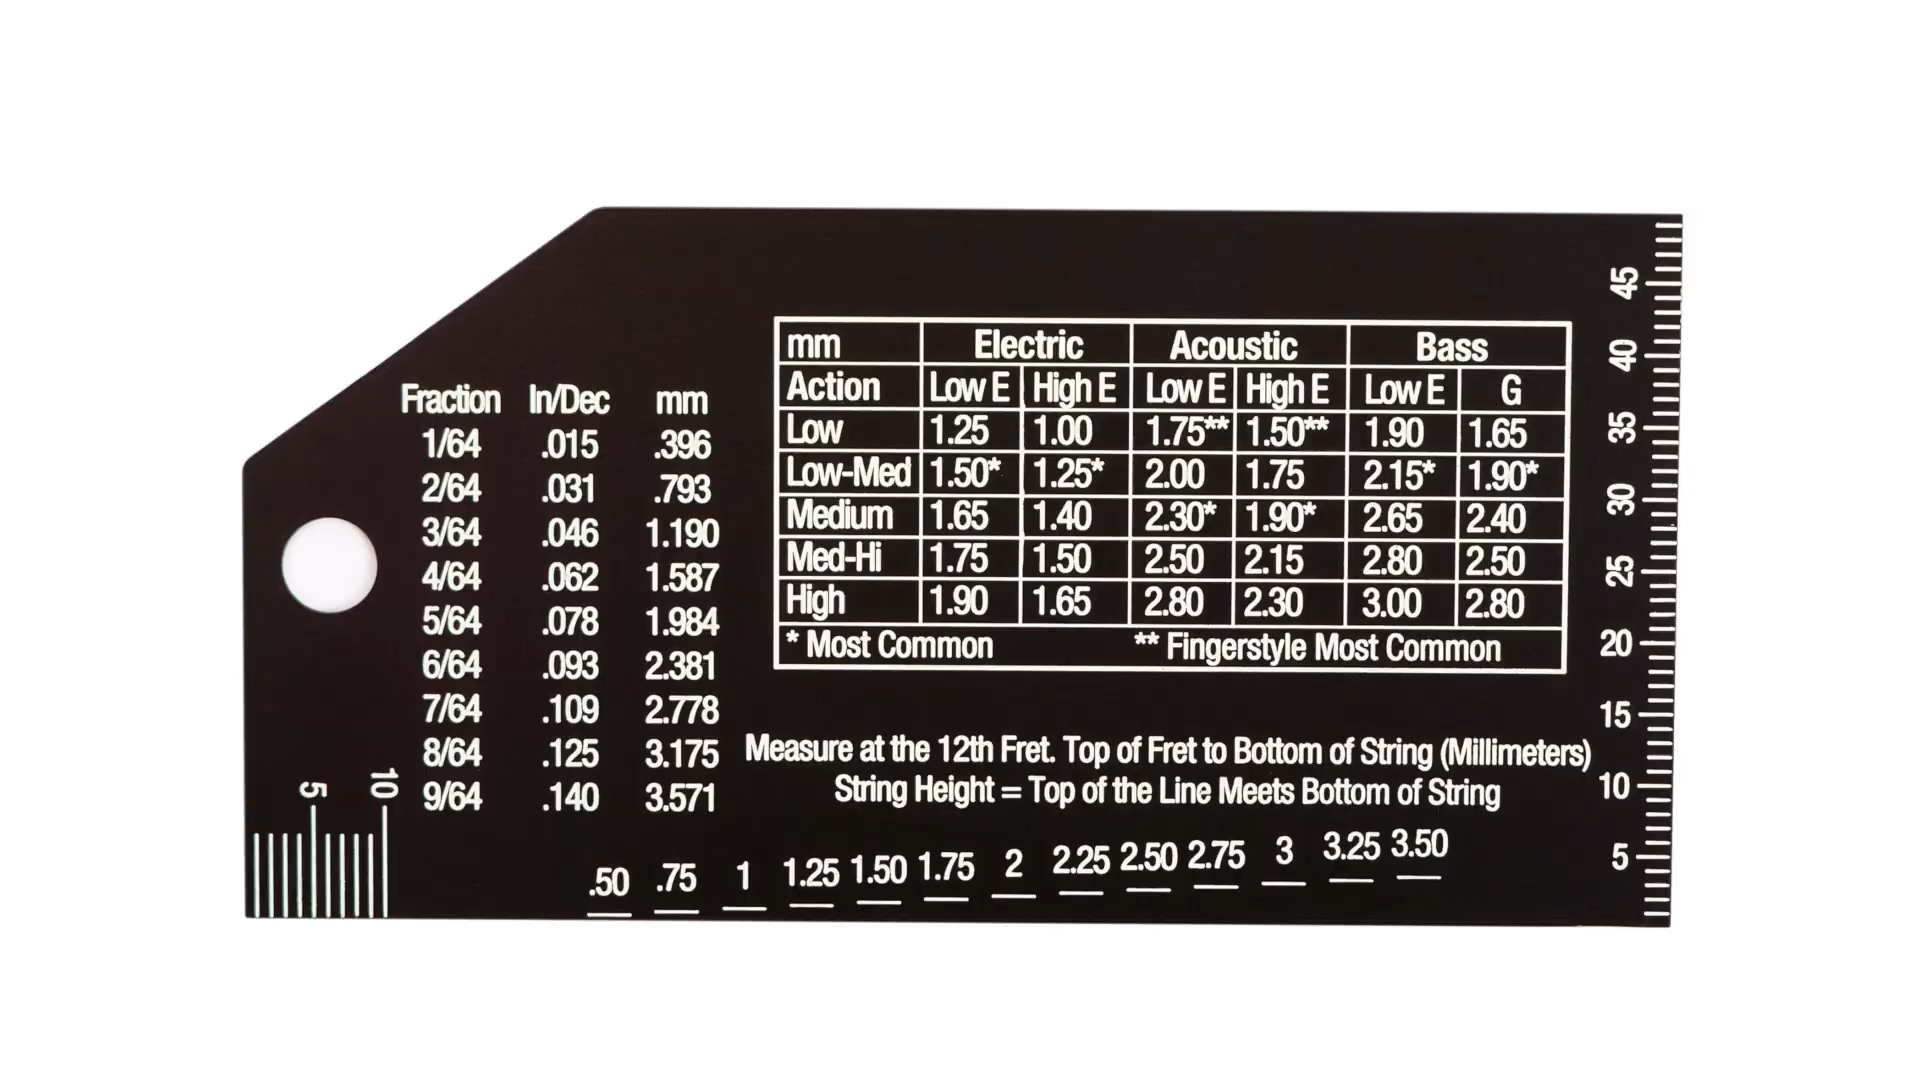 Fraction In/Dec mm
1/64 .015 .396
2/64 .031 .793
3/64 .046 1.190
4/64 .062 1.587
5/64 .078 1.984
6/64 .093 2.381
7/64 .109 2.778
8/64 .125 3.175
9/64 .140 3.571
mm Electric Acoustic Bass
Action Low E High E Low E High E Low E G
Low 1.25 1.00 1.75** 1.50** 1.90 1.65
Low-Med 1.50* 1.25* 2.00 1.75 2.15* 1.90*
Medium 1.65 1.40 2.30* 1.90* 2.65 2.40
Med-Hi 1.75 1.50 2.50 2.15 2.80 2.50
High 1.90 1.65 2.80 2.30 3.00 2.80
* Most Common ** Fingerstyle Most Common
Measure at the 12th Fret. Top of Fret to Bottom of String (Millimeters)
String Height = Top of the Line Meets Bottom of String
5 10
.50 .75 1 1.25 1.50 1.75 2 2.25 2.50 2.75 3 3.25 3.50
45
40
35
30
25
20
15
10
5